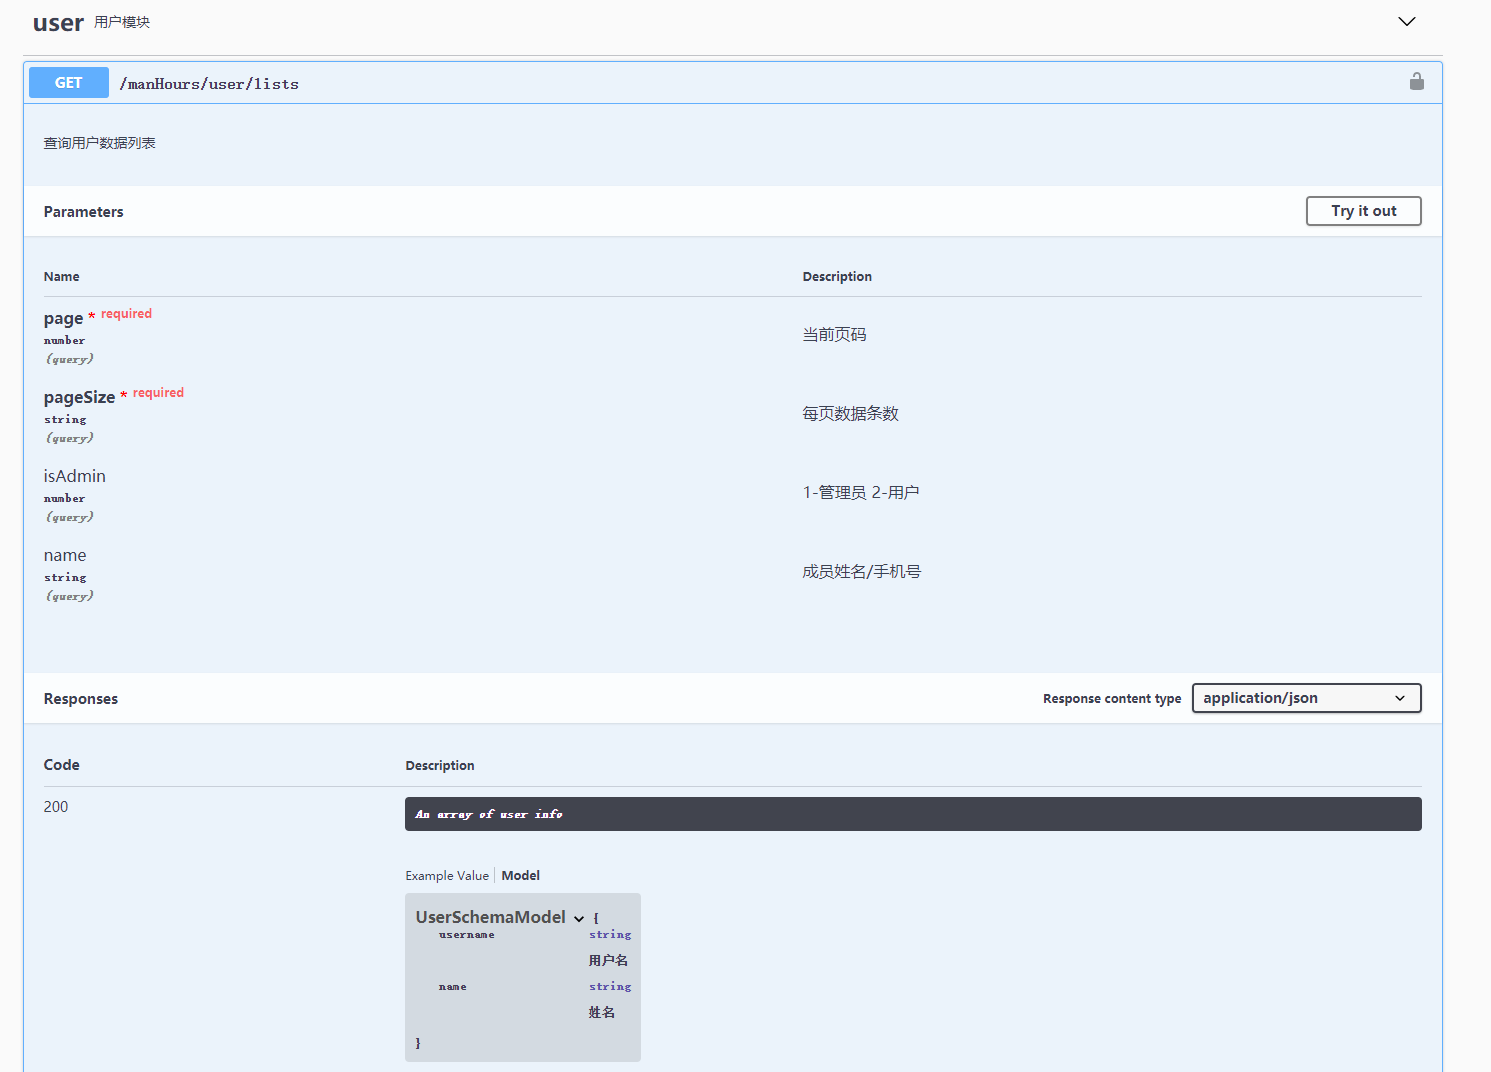 user 用户模块
GET /manHours/user/lists
查询用户数据列表
Parameters Try it out
Name Description
page * required
number
(query)
当前页码
pageSize * required
string
(query)
每页数据条数
isAdmin
number
(query)
1-管理员 2-用户
name
string
(query)
成员姓名/手机号
Responses Response content type application/json
Code Description
200 An array of user info
Example Value Model
UserSchemaModel {
username string
用户名
name string
姓名
}